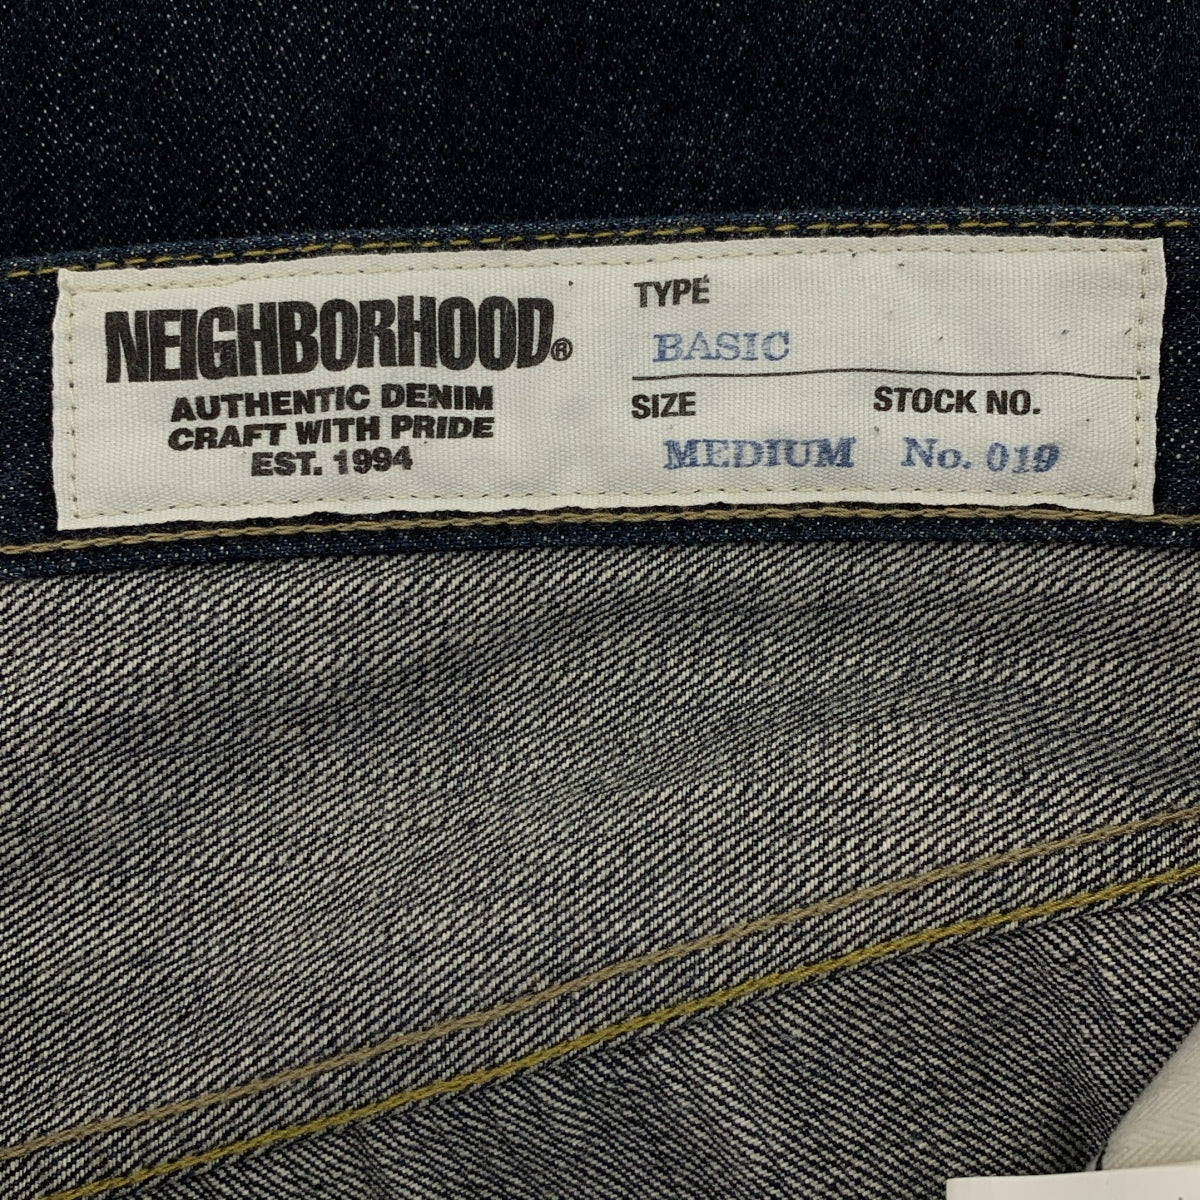 NEIGHBORHOOD®
AUTHENTIC DENIM
CRAFT WITH PRIDE
EST. 1994
TYPE
BASIC
SIZE
MEDIUM
STOCK NO.
No. 019